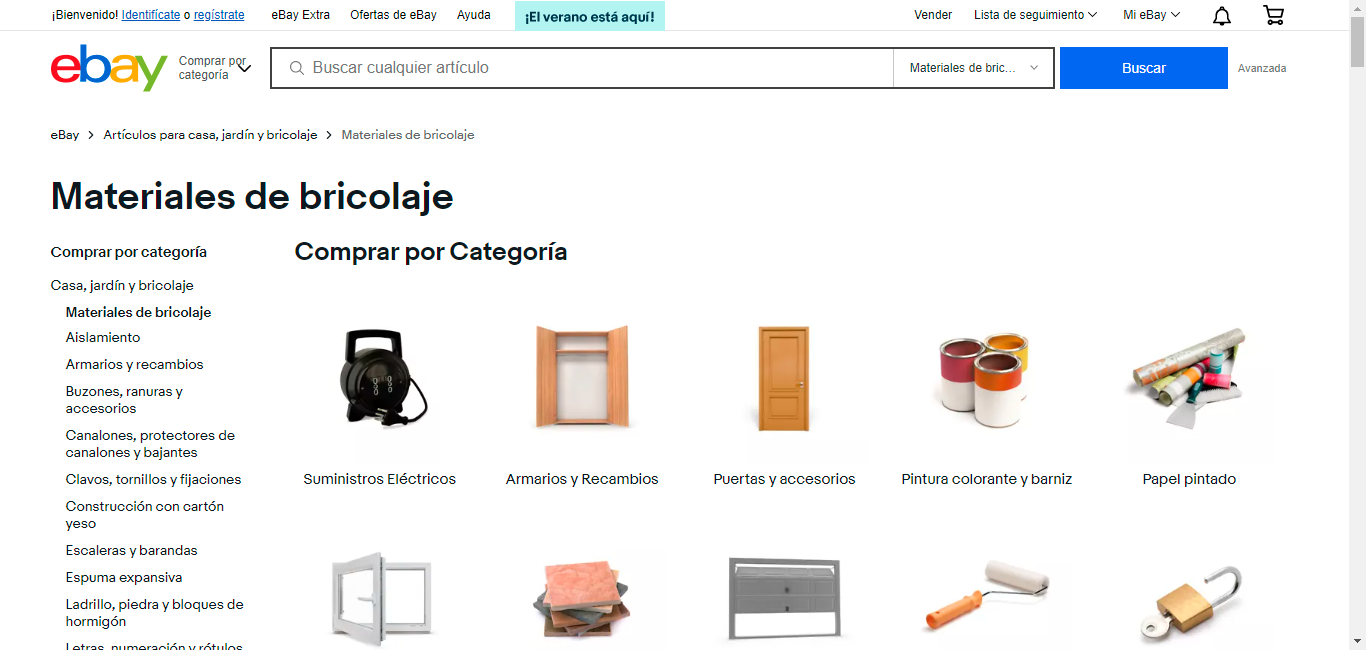 ¡Bienvenido! Identifícate o regístrate
eBay Extra
Ofertas de eBay
Ayuda
¡El verano está aquí!
Vender
Lista de seguimiento
Mi eBay
ebay
Comprar por
categoría
Buscar cualquier artículo
Materiales de bric...
Buscar
Avanzada
eBay
Artículos para casa, jardín y bricolaje
Materiales de bricolaje
Materiales de bricolaje
Comprar por categoría
Casa, jardín y bricolaje
Materiales de bricolaje
Aislamiento
Armarios y recambios
Buzones, ranuras y
accesorios
Canalones, protectores de
canalones y bajantes
Clavos, tornillos y fijaciones
Construcción con cartón
yeso
Escaleras y barandas
Espuma expansiva
Ladrillo, piedra y bloques de
hormigón
Letras, numeración y rótulos
Comprar por Categoría
Suministros Eléctricos
Armarios y Recambios
Puertas y accesorios
Pintura colorante y barniz
Papel pintado